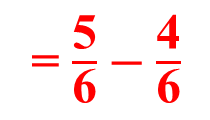 = 5/6 − 4/6